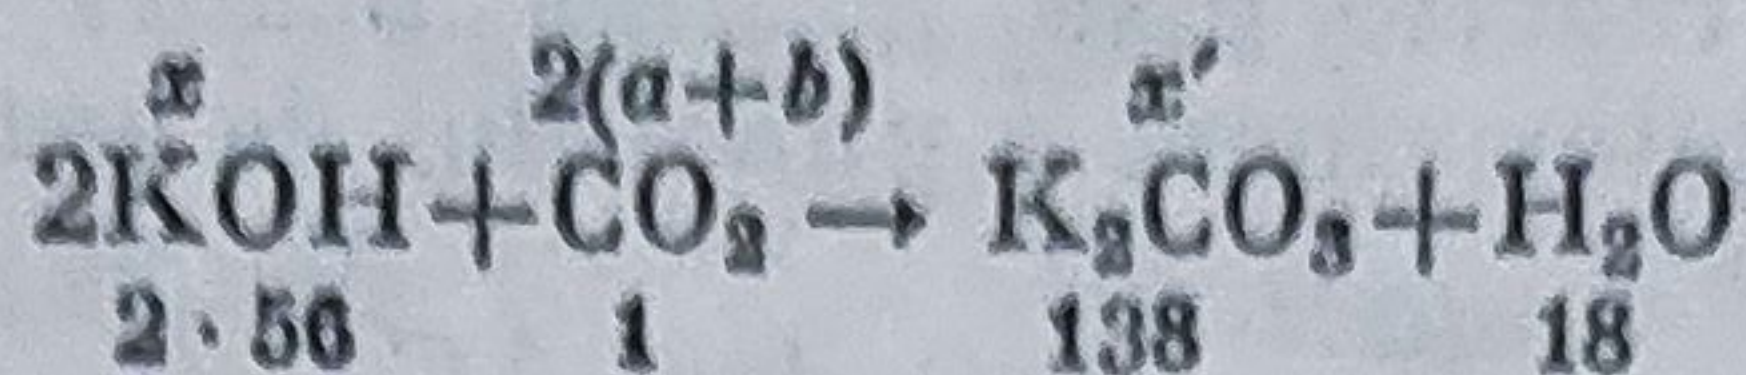 x 2(a+b) x′
2KOH+CO₂ → K₂CO₃+H₂O
2 · 56 1 138 18